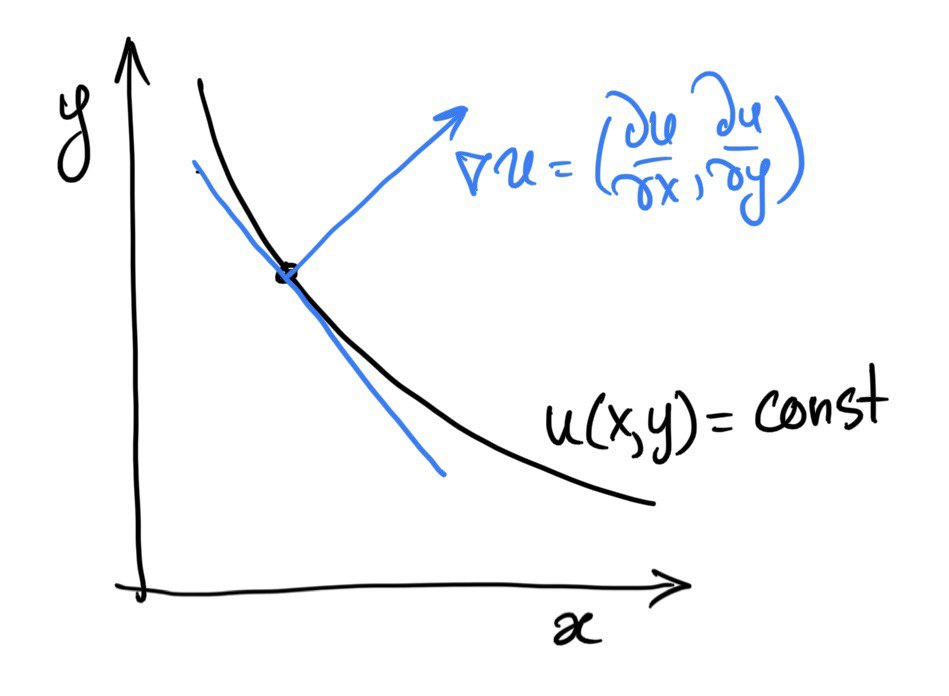 y
∇u = (∂u/∂x, ∂u/∂y)
u(x,y) = const
x